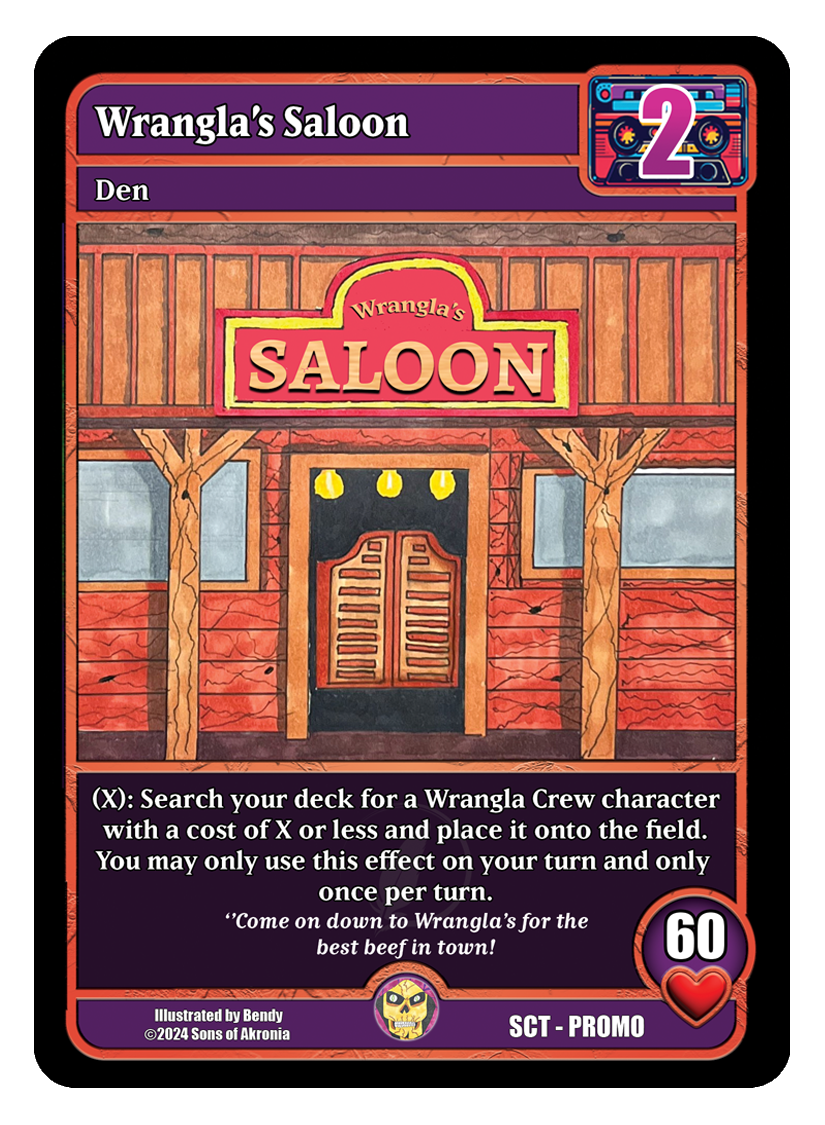 Wrangla's Saloon
2
Den
Wrangla's
SALOON
(X): Search your deck for a Wrangla Crew character
with a cost of X or less and place it onto the field.
You may only use this effect on your turn and only
once per turn.
‘’Come on down to Wrangla's for the
best beef in town!
60
Illustrated by Bendy
©2024 Sons of Akronia
SCT - PROMO